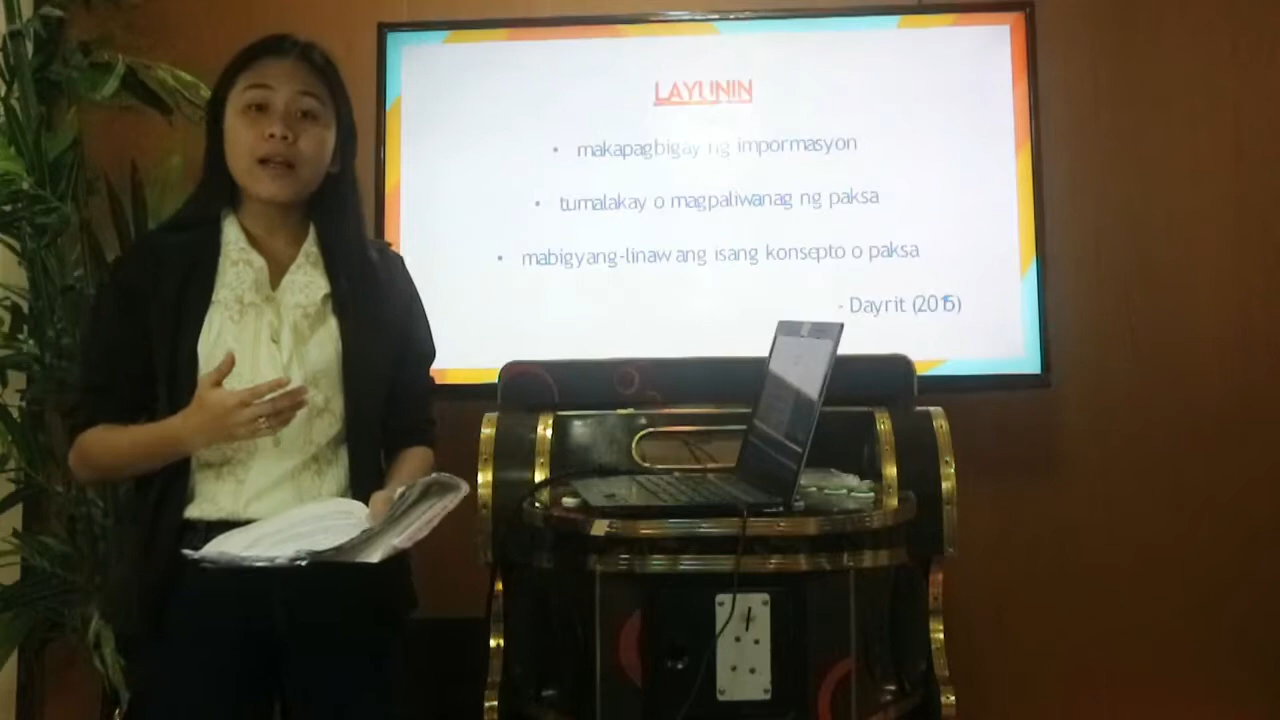 LAYUNIN
• makapagbigay ng impormasyon
• tumalakay o magpaliwanag ng paksa
• mabigyang-linaw ang isang konsepto o paksa
- Dayrit (2015)